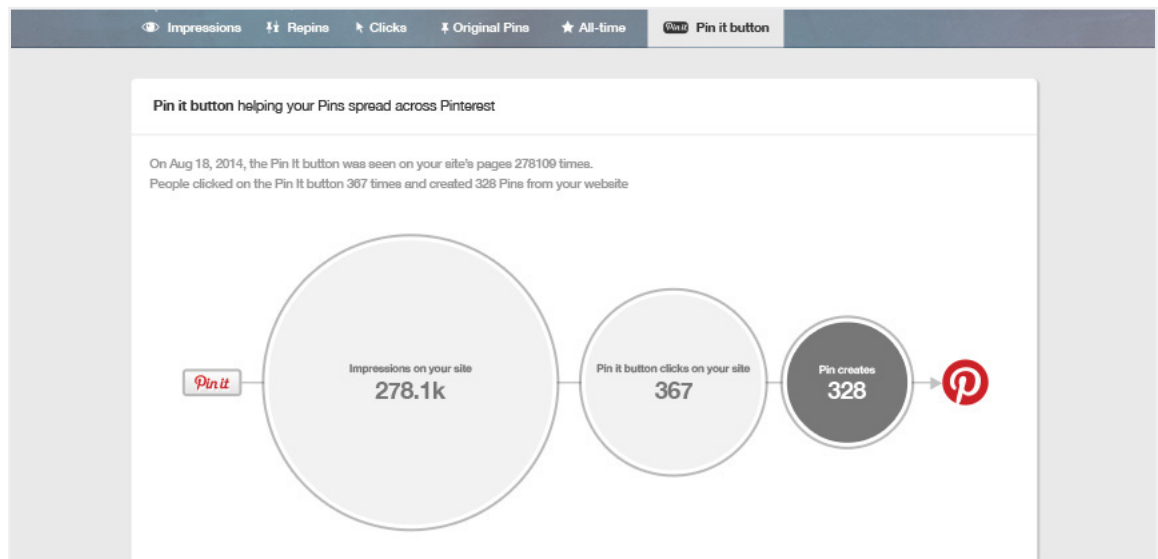 Impressions Repins Clicks Original Pins All-time Pin it Pin it button
Pin it button helping your Pins spread across Pinterest
On Aug 18, 2014, the Pin It button was seen on your site's pages 278109 times.
People clicked on the Pin It button 367 times and created 328 Pins from your website
Pin it
Impressions on your site
278.1k
Pin it button clicks on your site
367
Pin creates
328